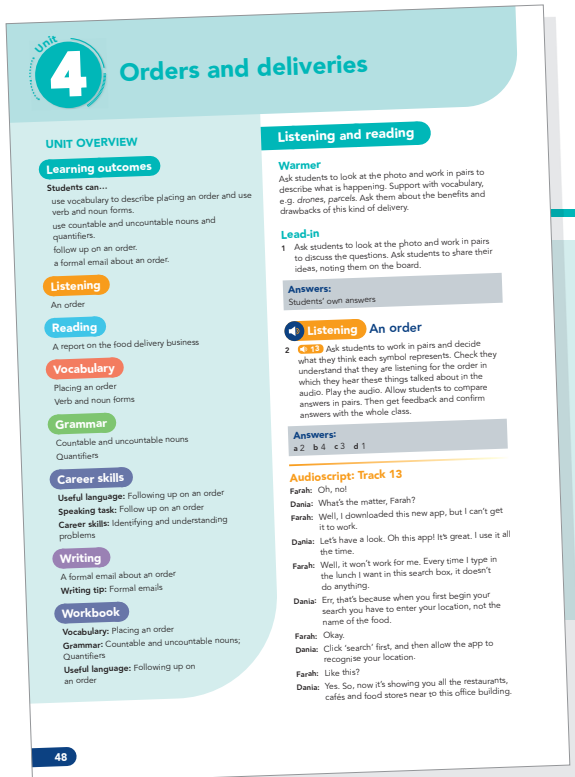 Unit
4
Orders and deliveries
UNIT OVERVIEW
Learning outcomes
Students can...
use vocabulary to describe placing an order and use
verb and noun forms.
use countable and uncountable nouns and
quantifiers.
follow up on an order.
a formal email about an order.
Listening
An order
Reading
A report on the food delivery business
Vocabulary
Placing an order
Verb and noun forms
Grammar
Countable and uncountable nouns
Quantifiers
Career skills
Useful language: Following up on an order
Speaking task: Follow up on an order
Career skills: Identifying and understanding
problems
Writing
A formal email about an order
Writing tip: Formal emails
Workbook
Vocabulary: Placing an order
Grammar: Countable and uncountable nouns;
Quantifiers
Useful language: Following up on
an order
48
Listening and reading
Warmer
Ask students to look at the photo and work in pairs to
describe what is happening. Support with vocabulary,
e.g. drones, parcels. Ask them about the benefits and
drawbacks of this kind of delivery.
Lead-in
1 Ask students to look at the photo and work in pairs
to discuss the questions. Ask students to share their
ideas, noting them on the board.
Answers:
Students' own answers
Listening An order
2 13 Ask students to work in pairs and decide
what they think each symbol represents. Check they
understand that they are listening for the order in
which they hear these things talked about in the
audio. Play the audio. Allow students to compare
answers in pairs. Then get feedback and confirm
answers with the whole class.
Answers:
a 2 b 4 c 3 d 1
Audioscript: Track 13
Farah: Oh, no!
Dania: What's the matter, Farah?
Farah: Well, I downloaded this new app, but I can't get
it to work.
Dania: Let's have a look. Oh this app! It's great. I use it all
the time.
Farah: Well, it won't work for me. Every time I type in
the lunch I want in this search box, it doesn't
do anything.
Dania: Err, that's because when you first begin your
search you have to enter your location, not the
name of the food.
Farah: Okay.
Dania: Click 'search' first, and then allow the app to
recognise your location.
Farah: Like this?
Dania: Yes. So, now it's showing you all the restaurants,
cafés and food stores near to this office building.